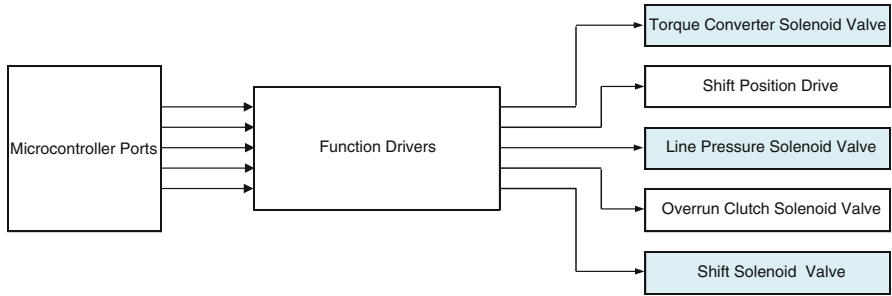 Torque Converter Solenoid Valve
Shift Position Drive
Microcontroller Ports
Function Drivers
Line Pressure Solenoid Valve
Overrun Clutch Solenoid Valve
Shift Solenoid Valve